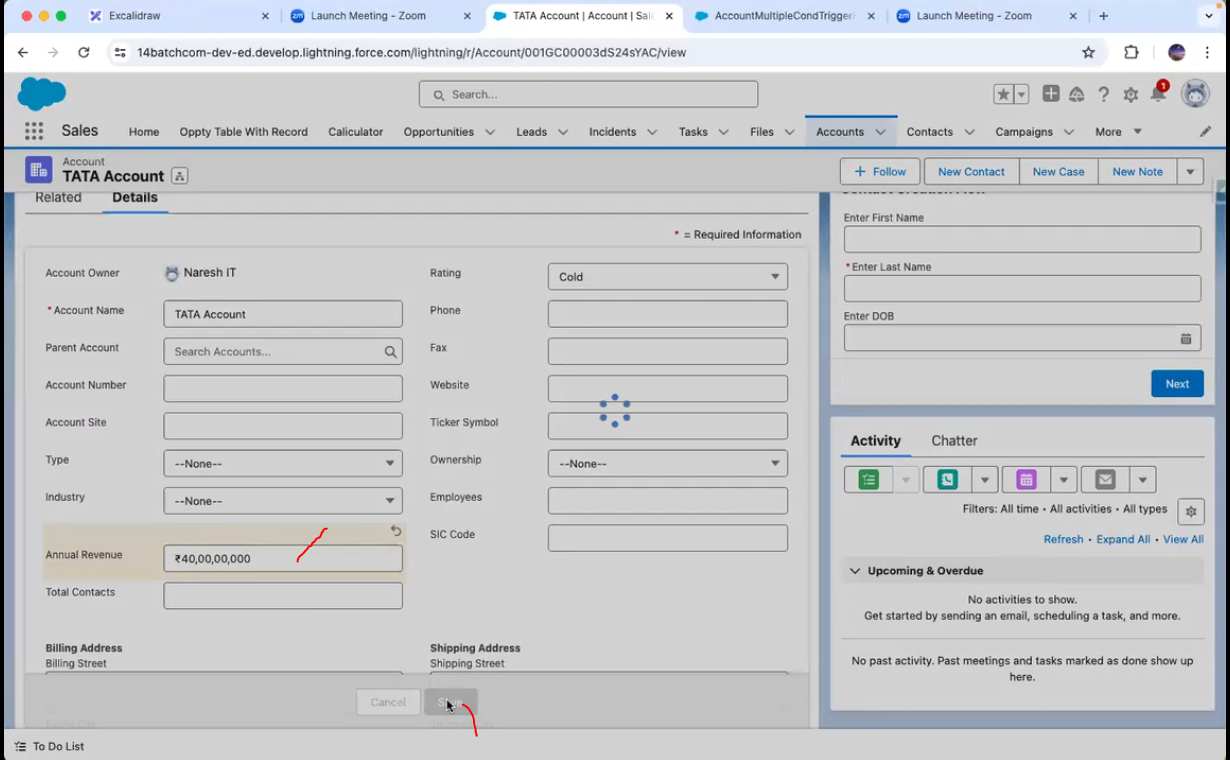 Excalidraw
Launch Meeting - Zoom
TATA Account | Account | Sale
AccountMultipleCondTrigger
Launch Meeting - Zoom
14batchcom-dev-ed.develop.lightning.force.com/lightning/r/Account/001GC00003dS24sYAC/view
Search...
1
Sales
Home
Oppty Table With Record
Calculator
Opportunities
Leads
Incidents
Tasks
Files
Accounts
Contacts
Campaigns
More
Account
TATA Account
+ Follow
New Contact
New Case
New Note
Related
Details
* = Required Information
Account Owner
Naresh IT
Rating
Cold
* Account Name
TATA Account
Phone
Parent Account
Search Accounts...
Fax
Account Number
Website
Account Site
Ticker Symbol
Type
--None--
Ownership
--None--
Industry
--None--
Employees
SIC Code
Annual Revenue
₹40,00,00,000
Total Contacts
Billing Address
Billing Street
Shipping Address
Shipping Street
Cancel
Contact Creation Flow
Enter First Name
* Enter Last Name
Enter DOB
Next
Activity
Chatter
Filters: All time • All activities • All types
Refresh • Expand All • View All
Upcoming & Overdue
No activities to show.
Get started by sending an email, scheduling a task, and more.
No past activity. Past meetings and tasks marked as done show up
here.
To Do List